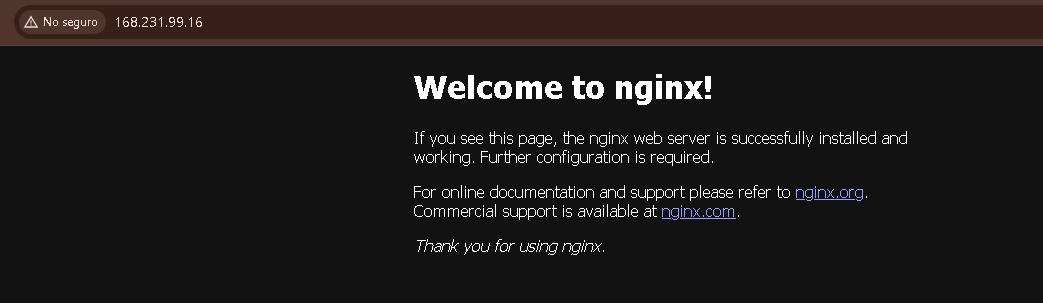 No seguro 168.231.99.16
Welcome to nginx!
If you see this page, the nginx web server is successfully installed and
working. Further configuration is required.
For online documentation and support please refer to nginx.org.
Commercial support is available at nginx.com.
Thank you for using nginx.